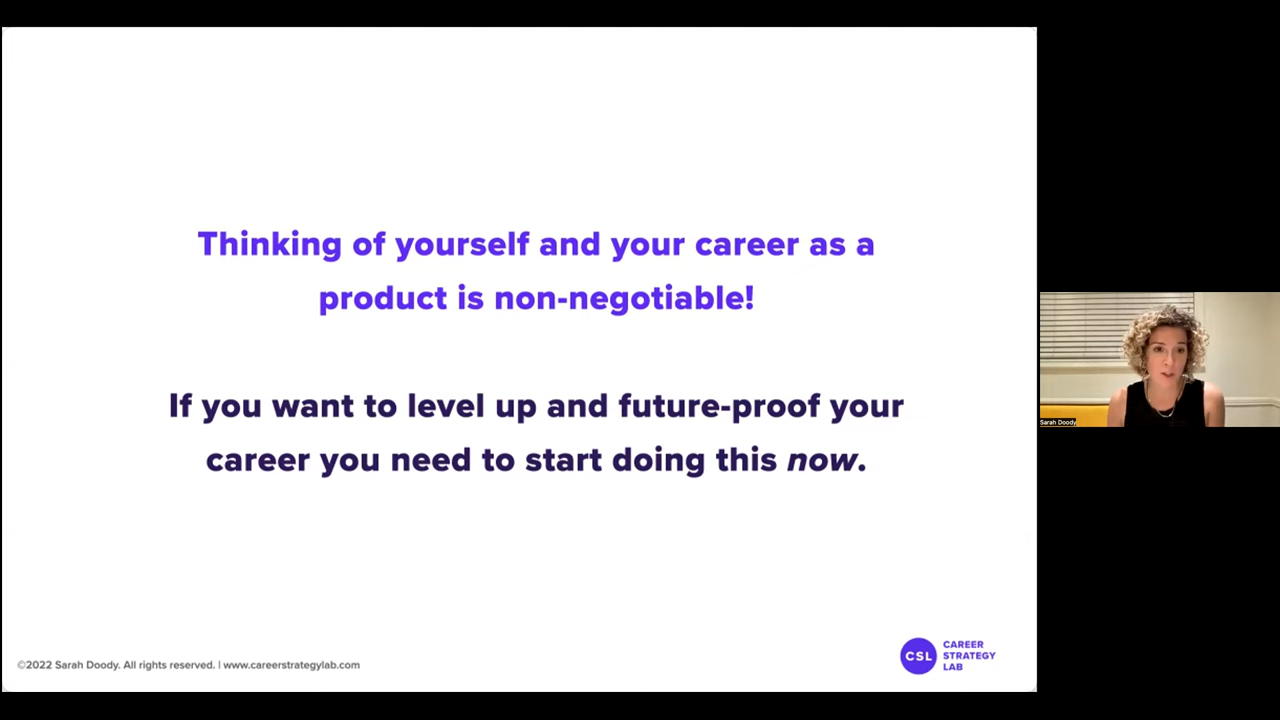 Thinking of yourself and your career as a
product is non-negotiable!
If you want to level up and future-proof your
career you need to start doing this now.
©2022 Sarah Doody. All rights reserved. | www.careerstrategylab.com
CSL
CAREER
STRATEGY
LAB
Sarah Doody